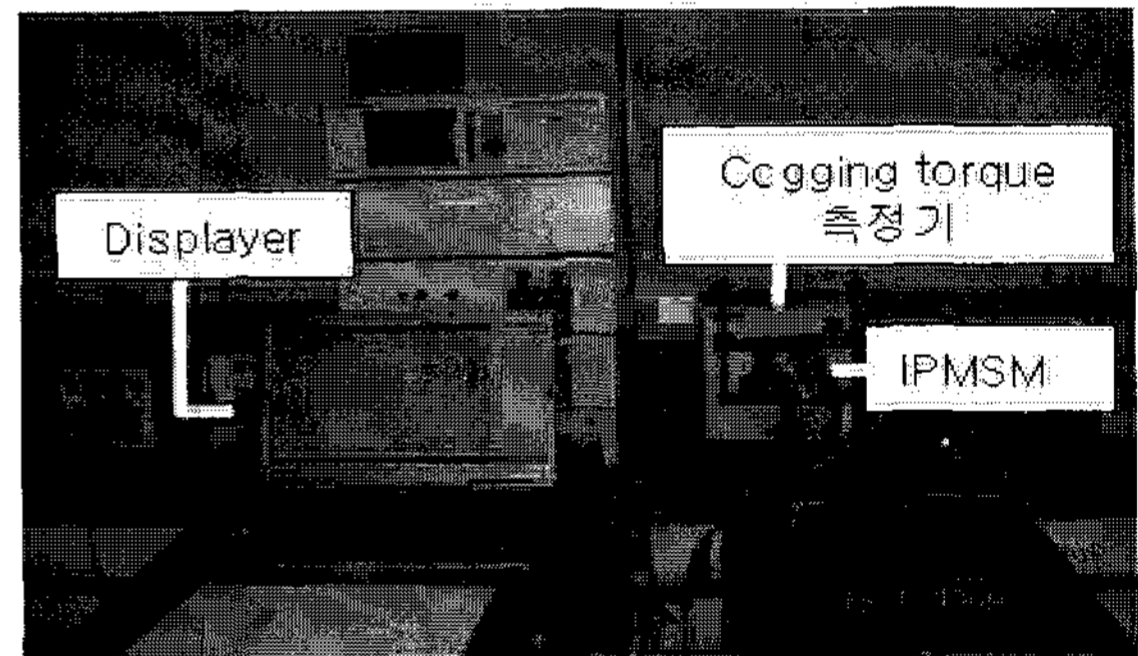 Displayer
Cogging torque
측정기
IPMSM